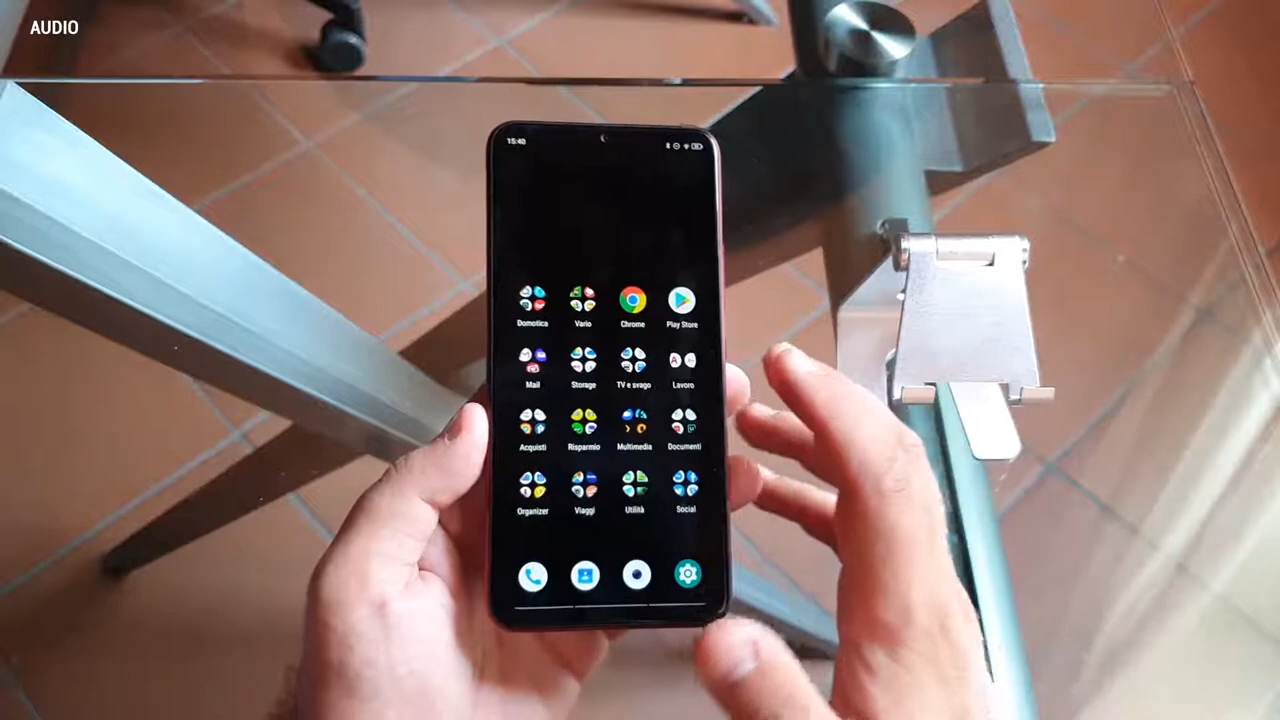 AUDIO
15:40
Domotica Vario Chrome Play Store
Mail Storage TV e svago Lavoro
Acquisti Risparmio Multimedia Documenti
Organizer Viaggi Utilità Social